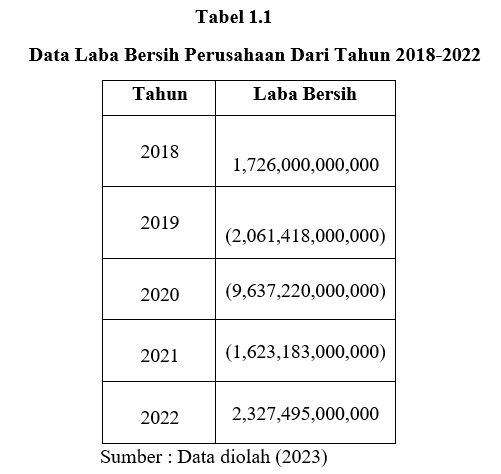 Tabel 1.1
Data Laba Bersih Perusahaan Dari Tahun 2018-2022
Tahun Laba Bersih
2018 1,726,000,000,000
2019 (2,061,418,000,000)
2020 (9,637,220,000,000)
2021 (1,623,183,000,000)
2022 2,327,495,000,000
Sumber : Data diolah (2023)